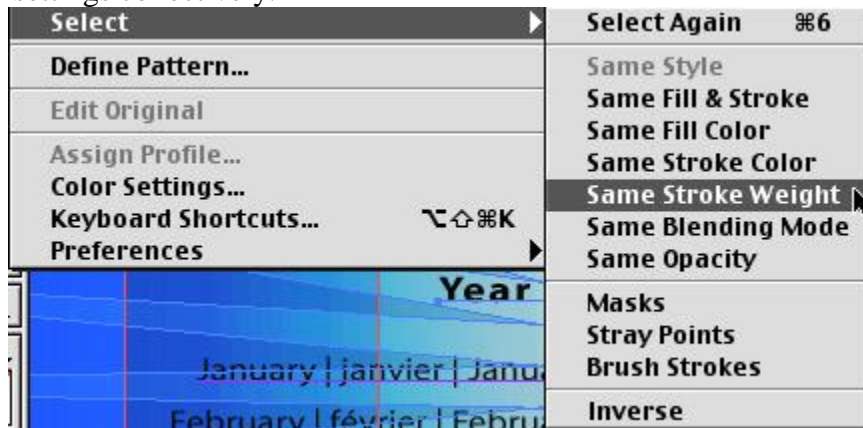 Select
Define Pattern...
Edit Original
Assign Profile...
Color Settings...
Keyboard Shortcuts... ⌥⇧⌘K
Preferences
Select Again ⌘6
Same Style
Same Fill & Stroke
Same Fill Color
Same Stroke Color
Same Stroke Weight
Same Blending Mode
Same Opacity
Masks
Stray Points
Brush Strokes
Inverse
Year
January | janvier | Janua
February | février | Februa